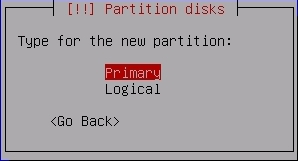 [!!] Partition disks
Type for the new partition:
Primary
Logical
<Go Back>